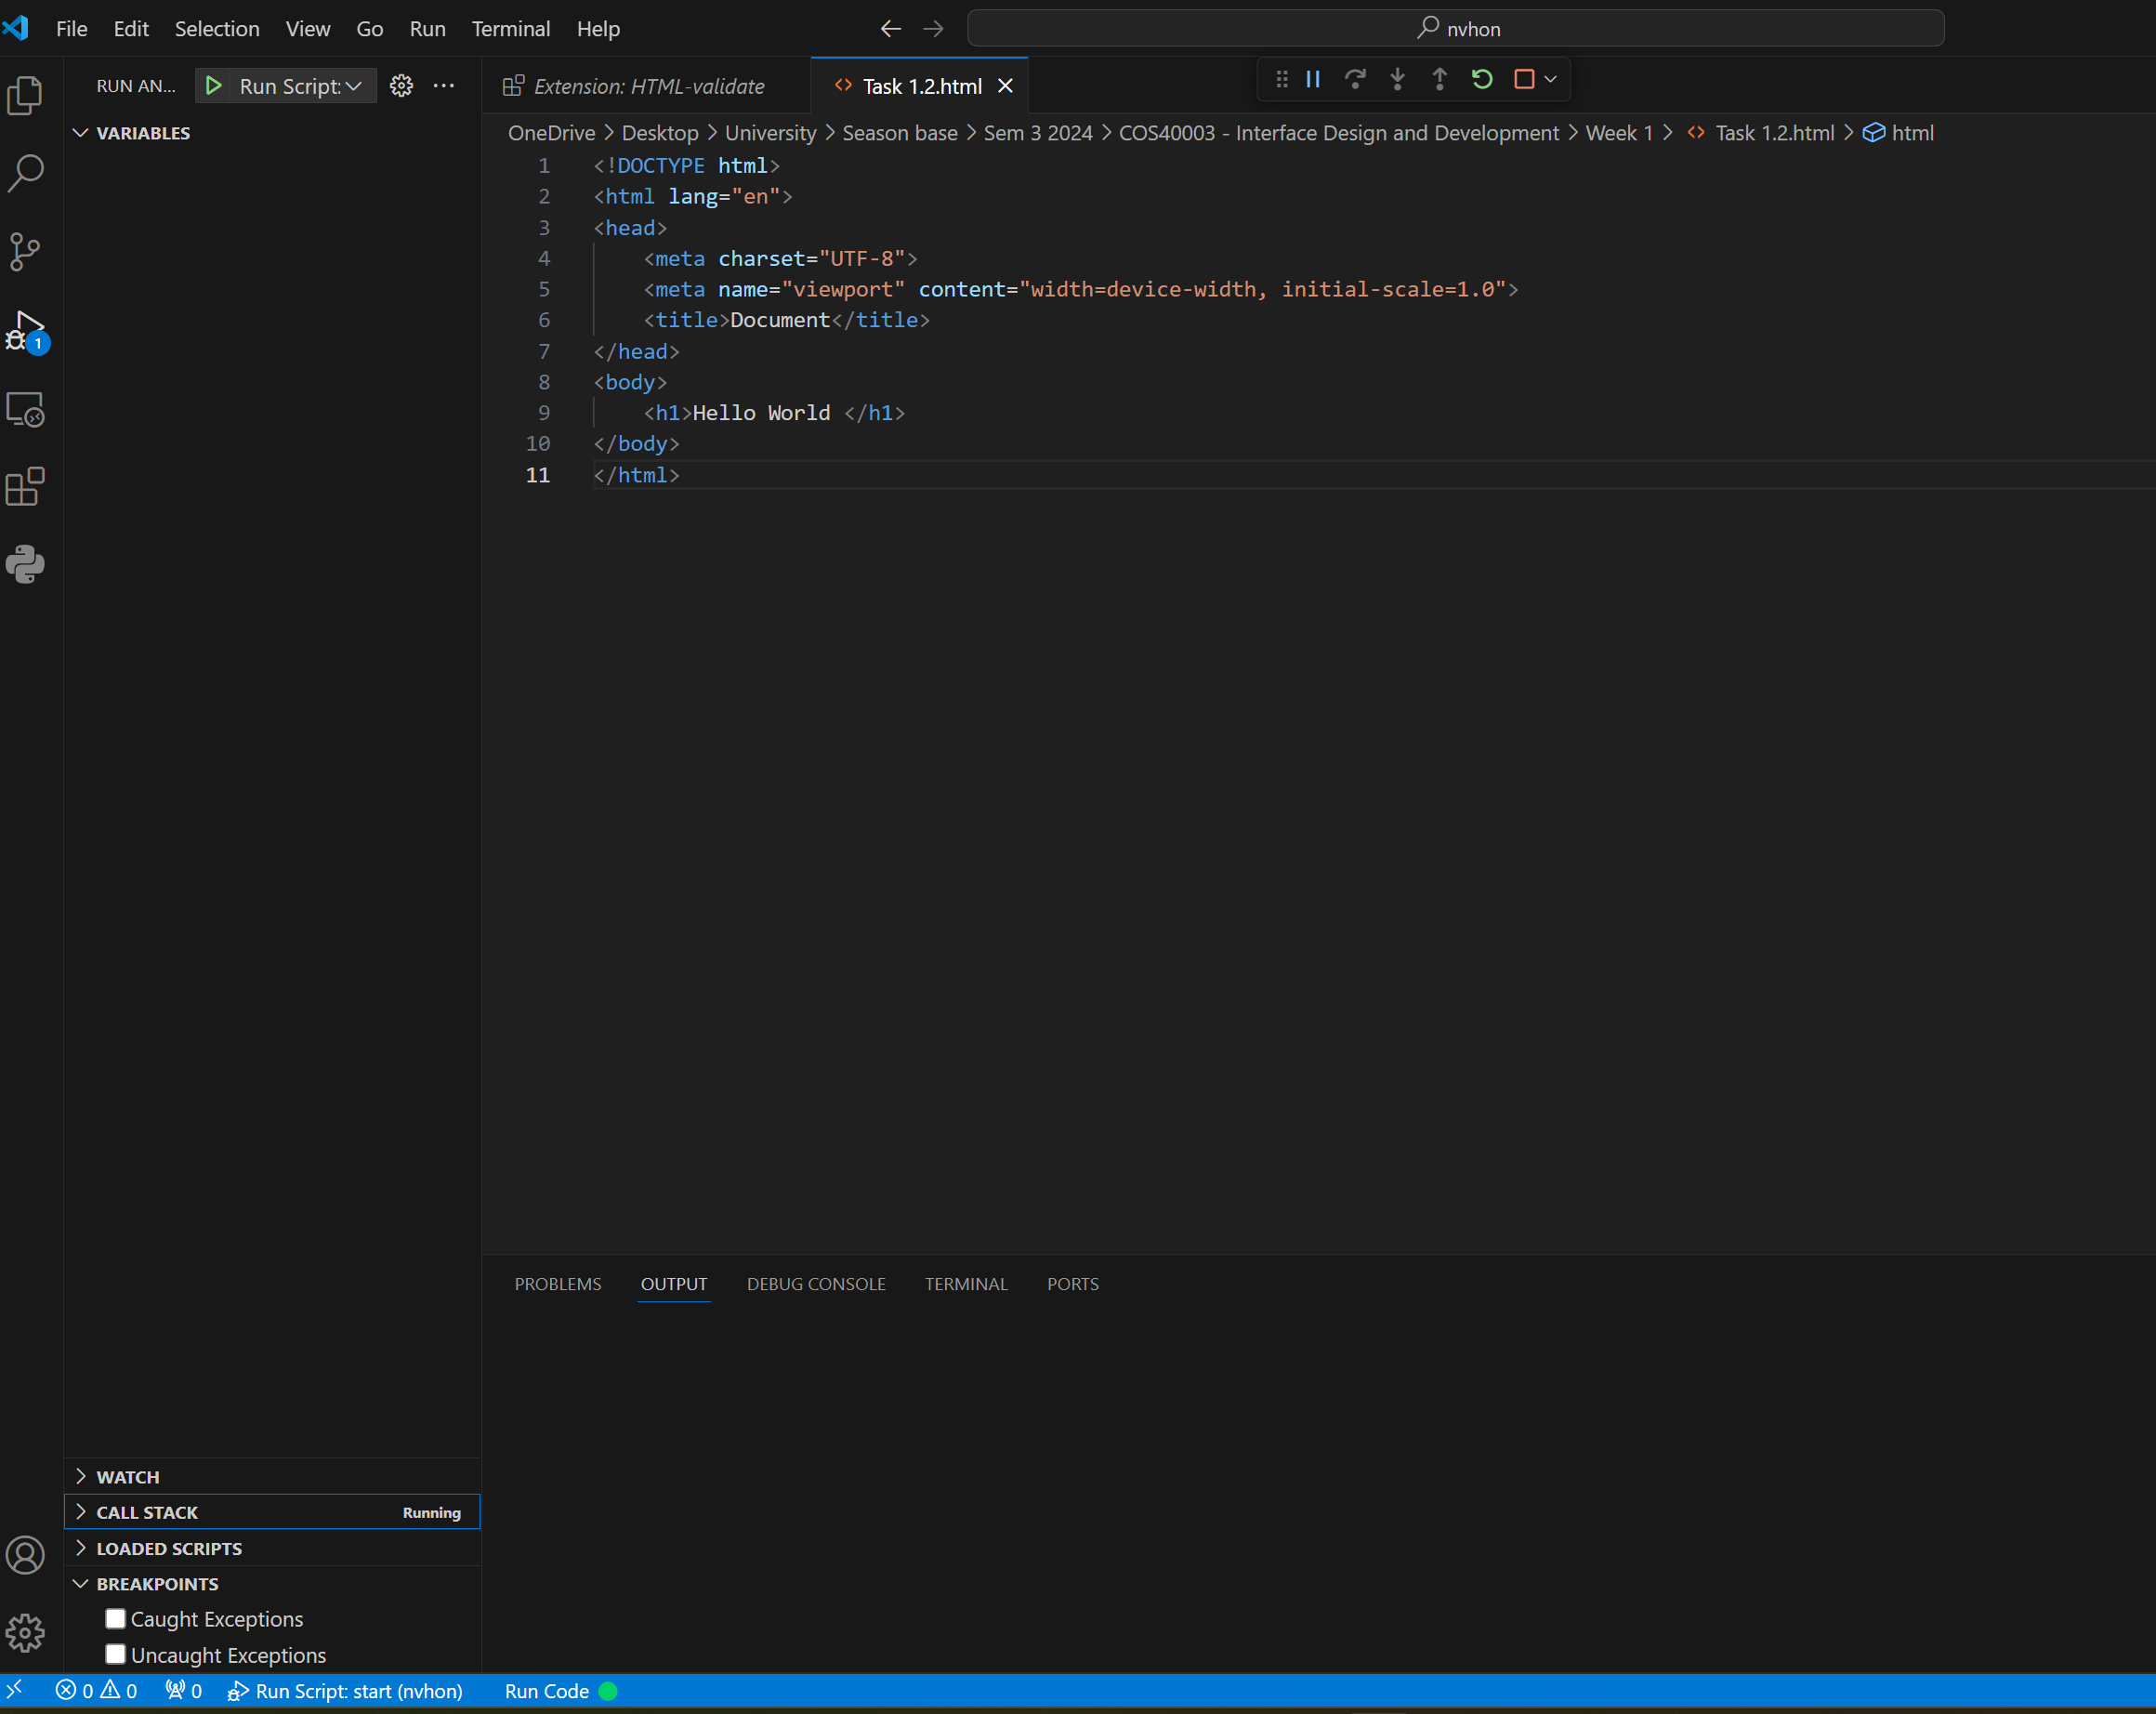 File Edit Selection View Go Run Terminal Help
nvhon
RUN AN... Run Script:
Extension: HTML-validate
Task 1.2.html
VARIABLES
OneDrive > Desktop > University > Season base > Sem 3 2024 > COS40003 - Interface Design and Development > Week 1 > Task 1.2.html > html
1 <!DOCTYPE html>
2 <html lang="en">
3 <head>
4 <meta charset="UTF-8">
5 <meta name="viewport" content="width=device-width, initial-scale=1.0">
6 <title>Document</title>
7 </head>
8 <body>
9 <h1>Hello World </h1>
10 </body>
11 </html>
1
PROBLEMS OUTPUT DEBUG CONSOLE TERMINAL PORTS
WATCH
CALL STACK Running
LOADED SCRIPTS
BREAKPOINTS
Caught Exceptions
Uncaught Exceptions
0 0 0 Run Script: start (nvhon) Run Code